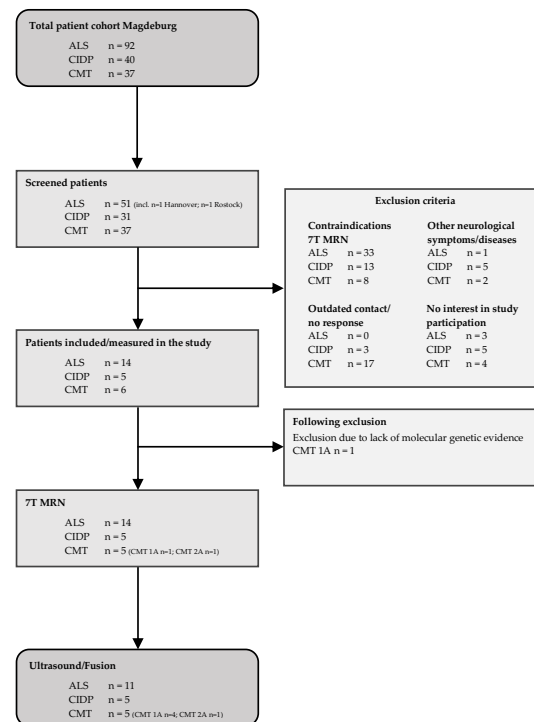 Total patient cohort Magdeburg
ALS n = 92
CIDP n = 40
CMT n = 37
Screened patients
ALS n = 51 (incl. n=1 Hannover; n=1 Rostock)
CIDP n = 31
CMT n = 37
Exclusion criteria
Contraindications
7T MRN
ALS n = 33
CIDP n = 13
CMT n = 8
Other neurological
symptoms/diseases
ALS n = 1
CIDP n = 5
CMT n = 2
Outdated contact/
no response
ALS n = 0
CIDP n = 3
CMT n = 17
No interest in study
participation
ALS n = 3
CIDP n = 5
CMT n = 4
Patients included/measured in the study
ALS n = 14
CIDP n = 5
CMT n = 6
Following exclusion
Exclusion due to lack of molecular genetic evidence
CMT 1A n = 1
7T MRN
ALS n = 14
CIDP n = 5
CMT n = 5 (CMT 1A n=1; CMT 2A n=1)
Ultrasound/Fusion
ALS n = 11
CIDP n = 5
CMT n = 5 (CMT 1A n=4; CMT 2A n=1)